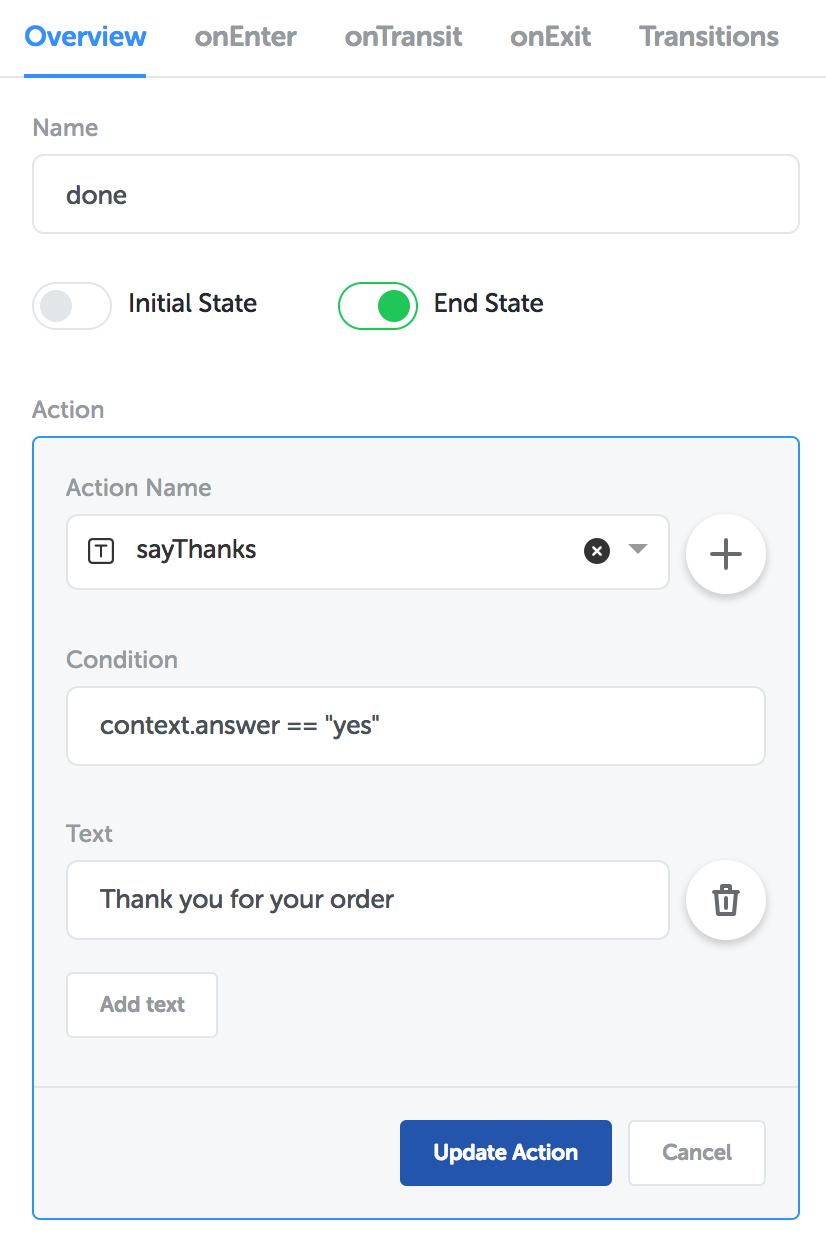 Overview onEnter onTransit onExit Transitions
Name
done
Initial State End State
Action
Action Name
T sayThanks
Condition
context.answer == "yes"
Text
Thank you for your order
Add text
Update Action Cancel